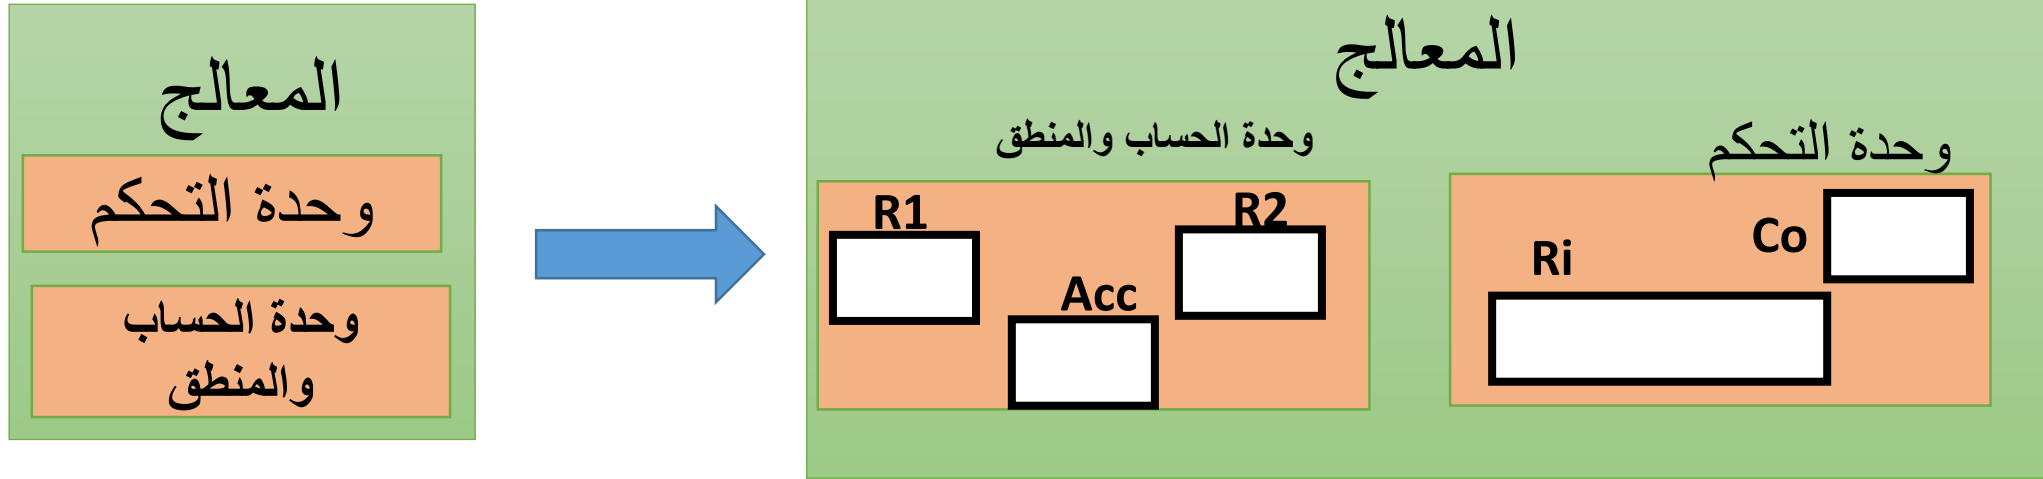 المعالج
وحدة التحكم
وحدة الحساب
والمنطق
المعالج
وحدة التحكم
Co
Ri
وحدة الحساب والمنطق
R1
R2
Acc